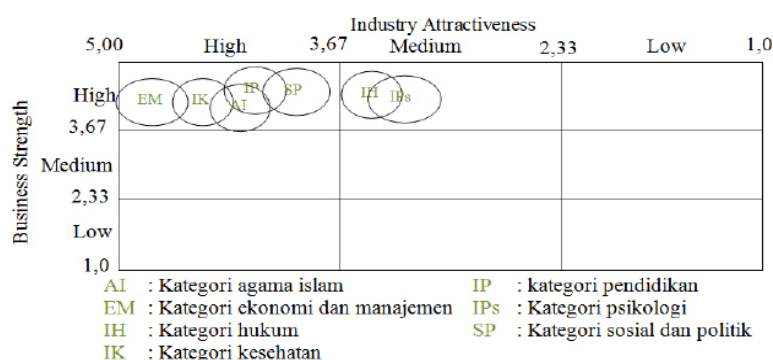 Industry Attractiveness
5,00 High 3,67 Medium 2,33 Low 1,0
Business Strength
High
3,67
Medium
2,33
Low
1,0
EM IK AI IP SP IH IPs
AI : Kategori agama islam
EM : Kategori ekonomi dan manajemen
IH : Kategori hukum
IK : Kategori kesehatan
IP : kategori pendidikan
IPs : Kategori psikologi
SP : Kategori sosial dan politik